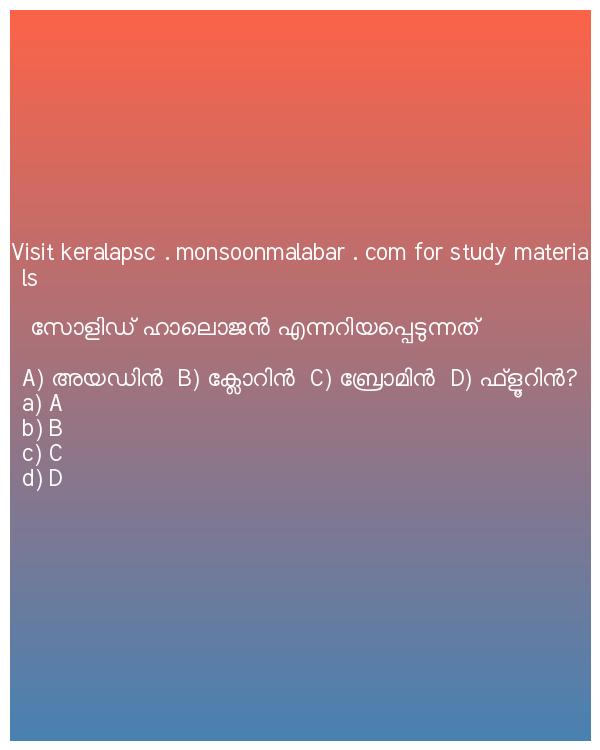 Visit keralapsc . monsoonmalabar . com for study materia
ls
സോളിഡ് ഹാലൊജൻ എന്നറിയപ്പെടുന്നത്
A) അയഡിൻ B) ക്ലോറിൻ C) ബ്രോമിൻ D) ഫ്ളൂറിൻ?
a) A
b) B
c) C
d) D